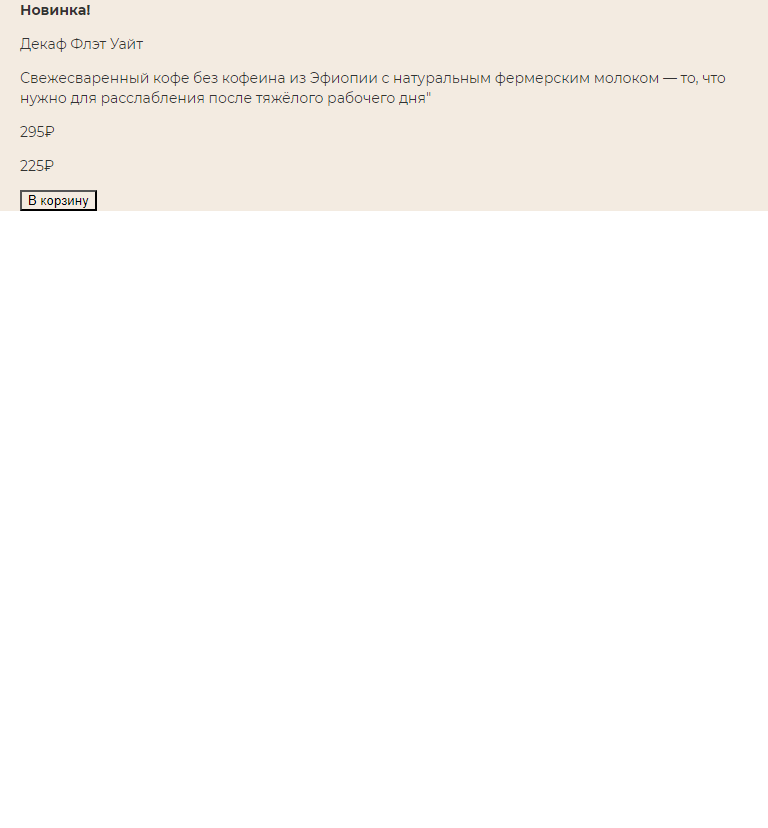 Новинка!
Декаф Флэт Уайт
Свежесваренный кофе без кофеина из Эфиопии с натуральным фермерским молоком — то, что
нужно для расслабления после тяжёлого рабочего дня"
295₽
225₽
В корзину